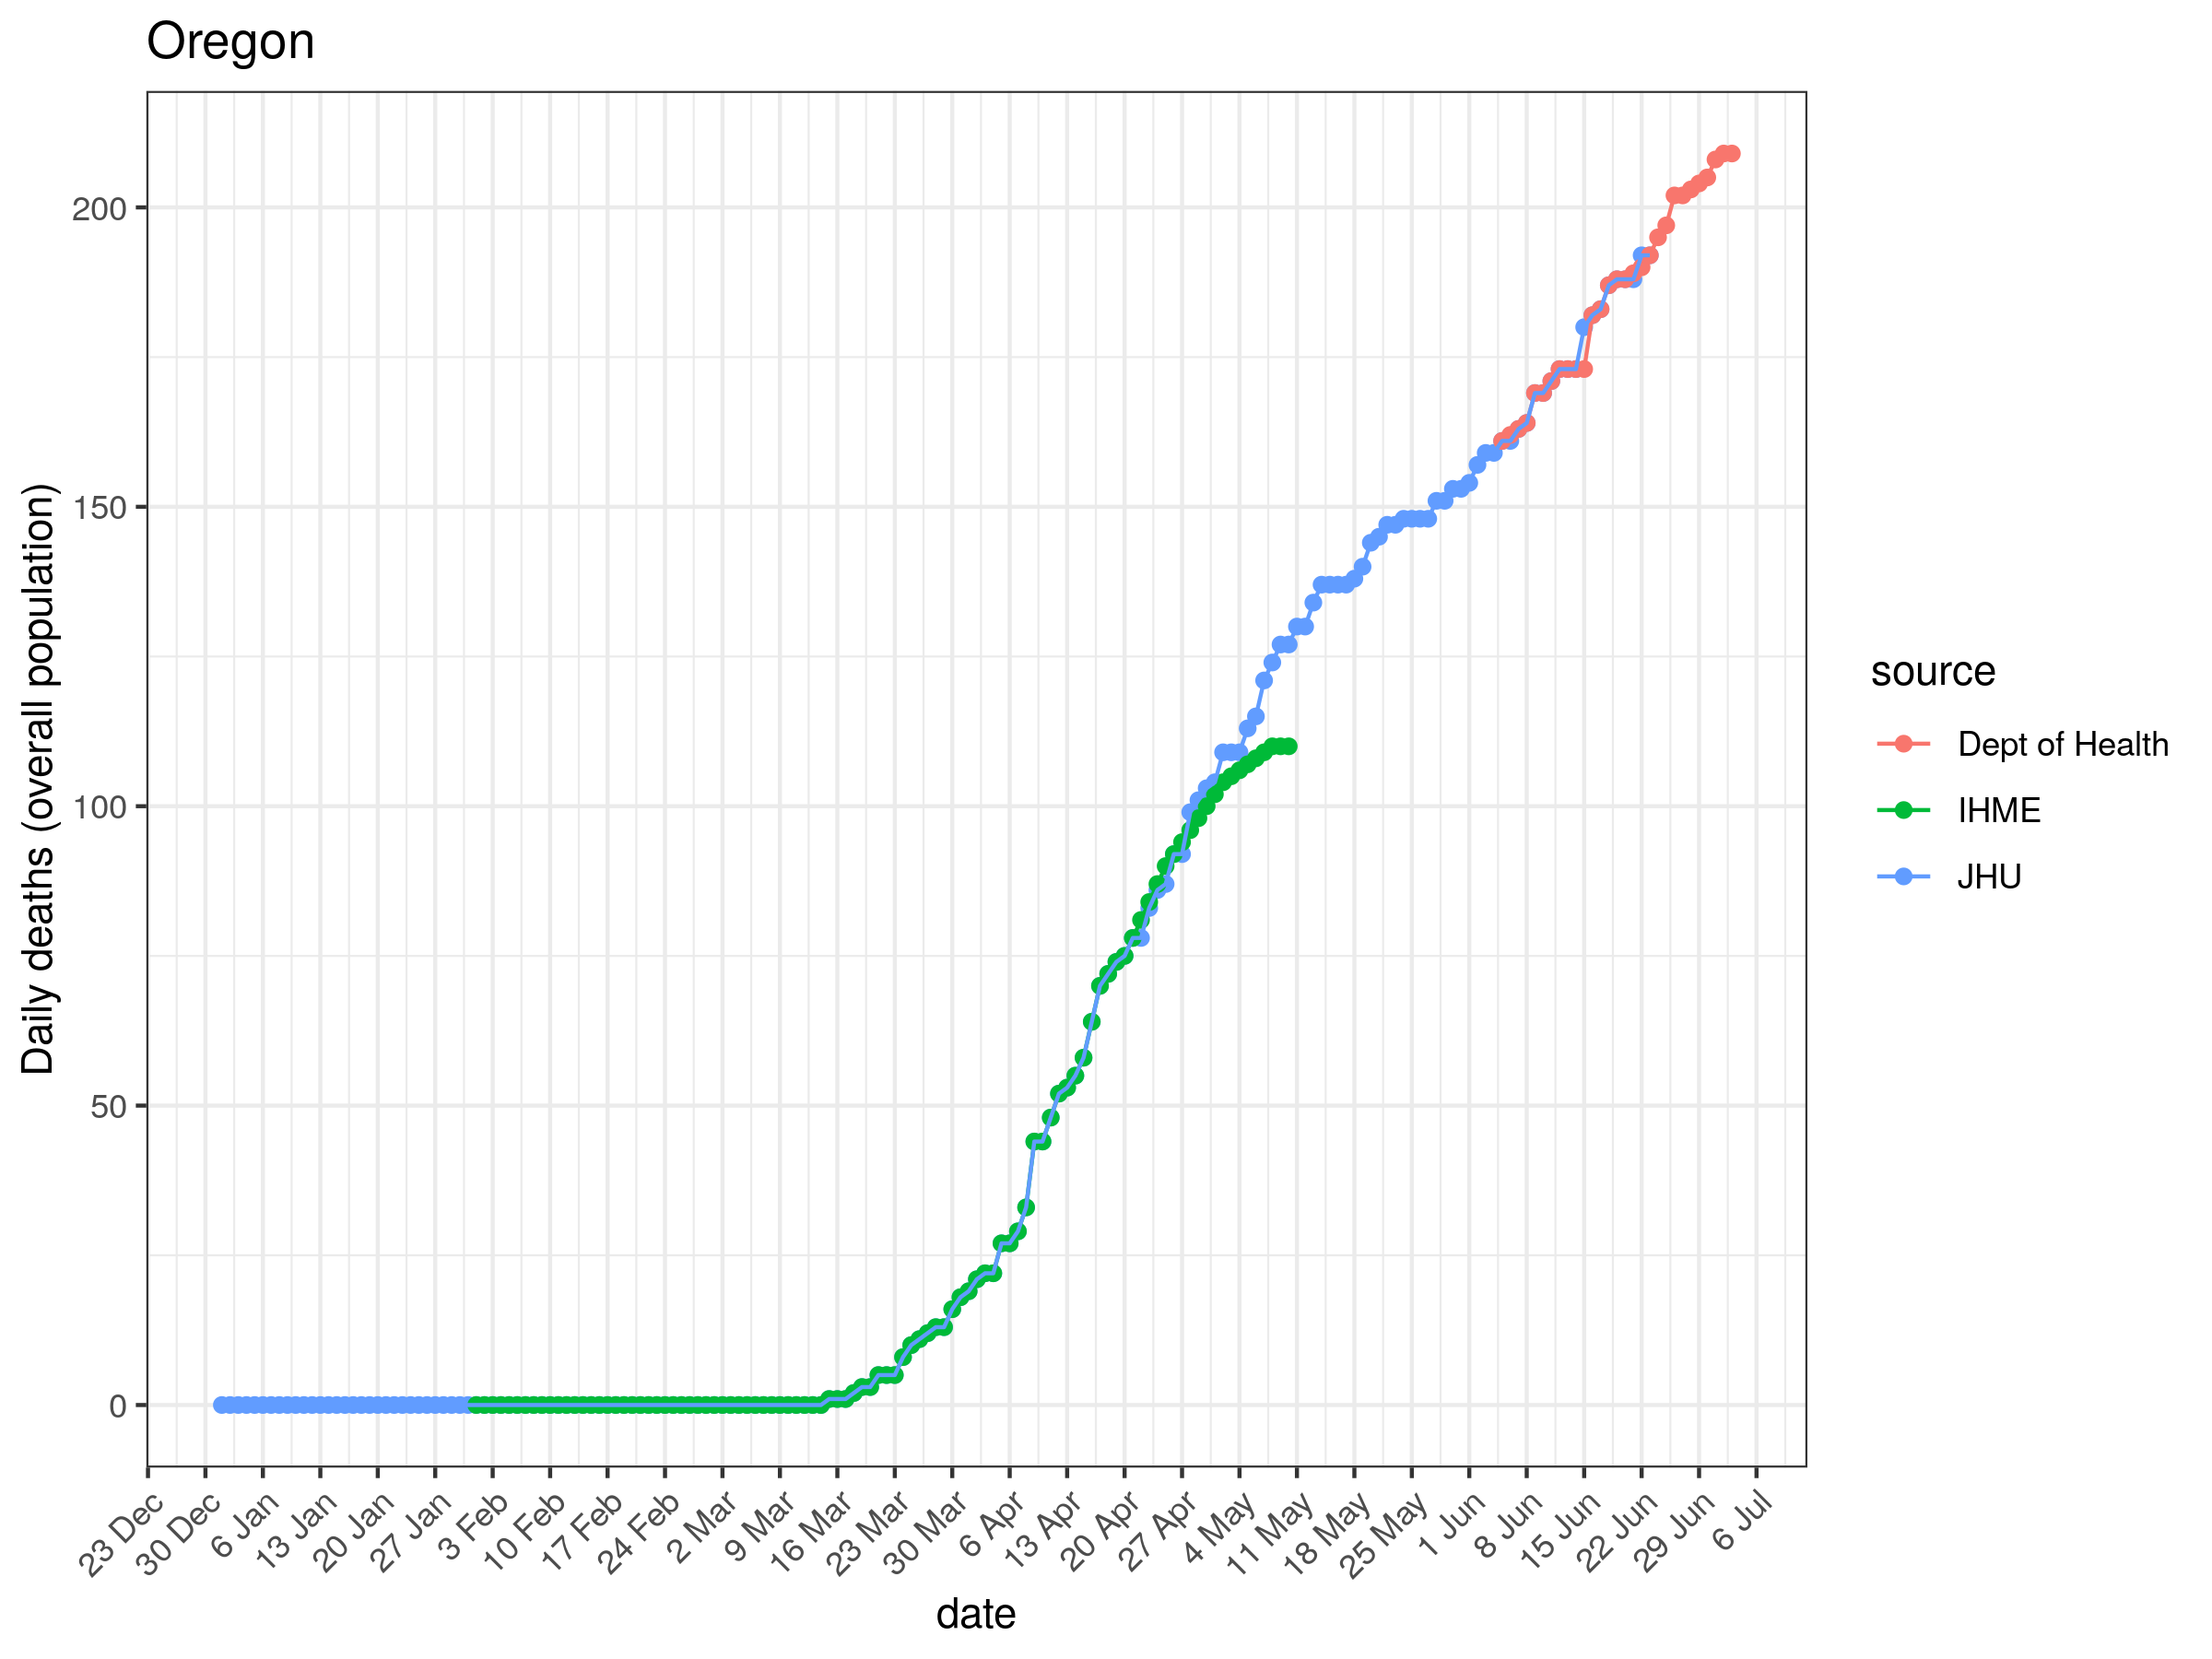 Oregon
Daily deaths (overall population)
200
150
100
50
0
23 Dec
30 Dec
6 Jan
13 Jan
20 Jan
27 Jan
3 Feb
10 Feb
17 Feb
24 Feb
2 Mar
9 Mar
16 Mar
23 Mar
30 Mar
6 Apr
13 Apr
20 Apr
27 Apr
4 May
11 May
18 May
25 May
1 Jun
8 Jun
15 Jun
22 Jun
29 Jun
6 Jul
date
source
Dept of Health
IHME
JHU